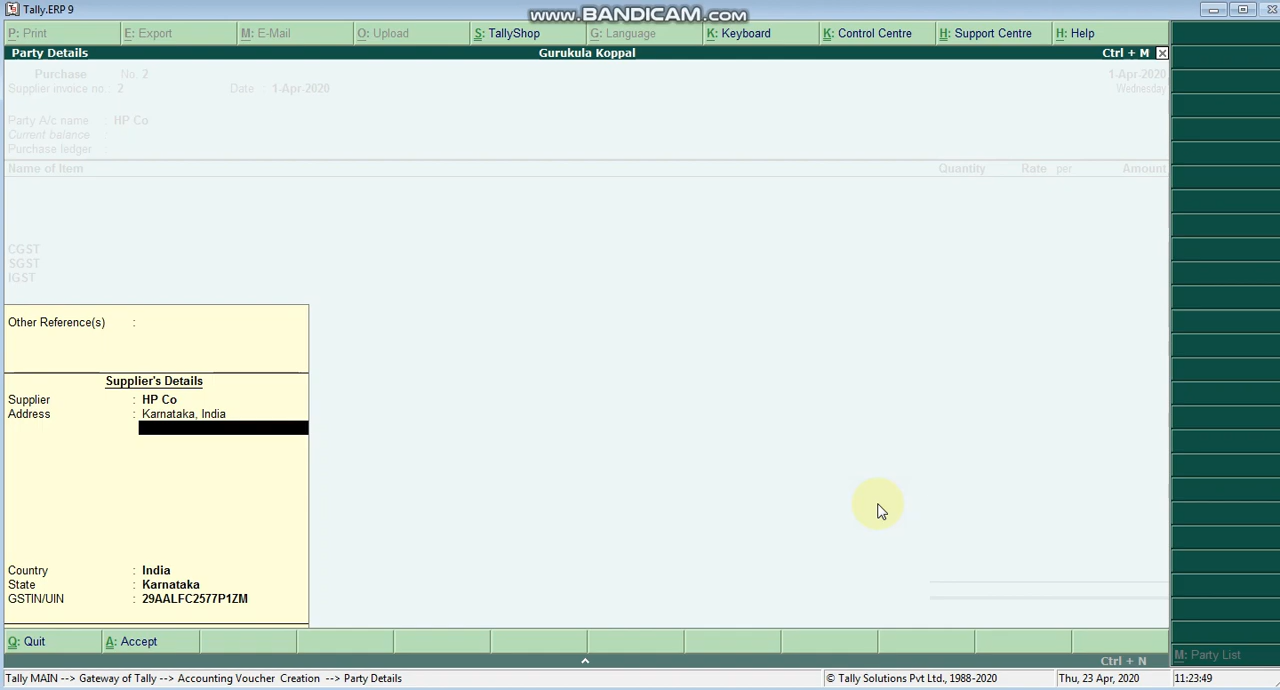 Tally.ERP 9
www.BANDICAM.com
P: Print E: Export M: E-Mail O: Upload S: TallyShop G: Language K: Keyboard K: Control Centre H: Support Centre H: Help
Party Details Gurukula Koppal Ctrl + M
Purchase No. 2 1-Apr-2020
Supplier invoice no.: 2 Date 1-Apr-2020 Wednesday
Party A/c name : HP Co
Current balance :
Purchase ledger :
Name of Item Quantity Rate per Amount
CGST
SGST
IGST
Other Reference(s) :
Supplier's Details
Supplier : HP Co
Address : Karnataka, India
Country : India
State : Karnataka
GSTIN/UIN : 29AALFC2577P1ZM
Q: Quit A: Accept
Ctrl + N
M: Party List
Tally MAIN --> Gateway of Tally --> Accounting Voucher Creation --> Party Details © Tally Solutions Pvt Ltd., 1988-2020 Thu, 23 Apr, 2020 11:23:49